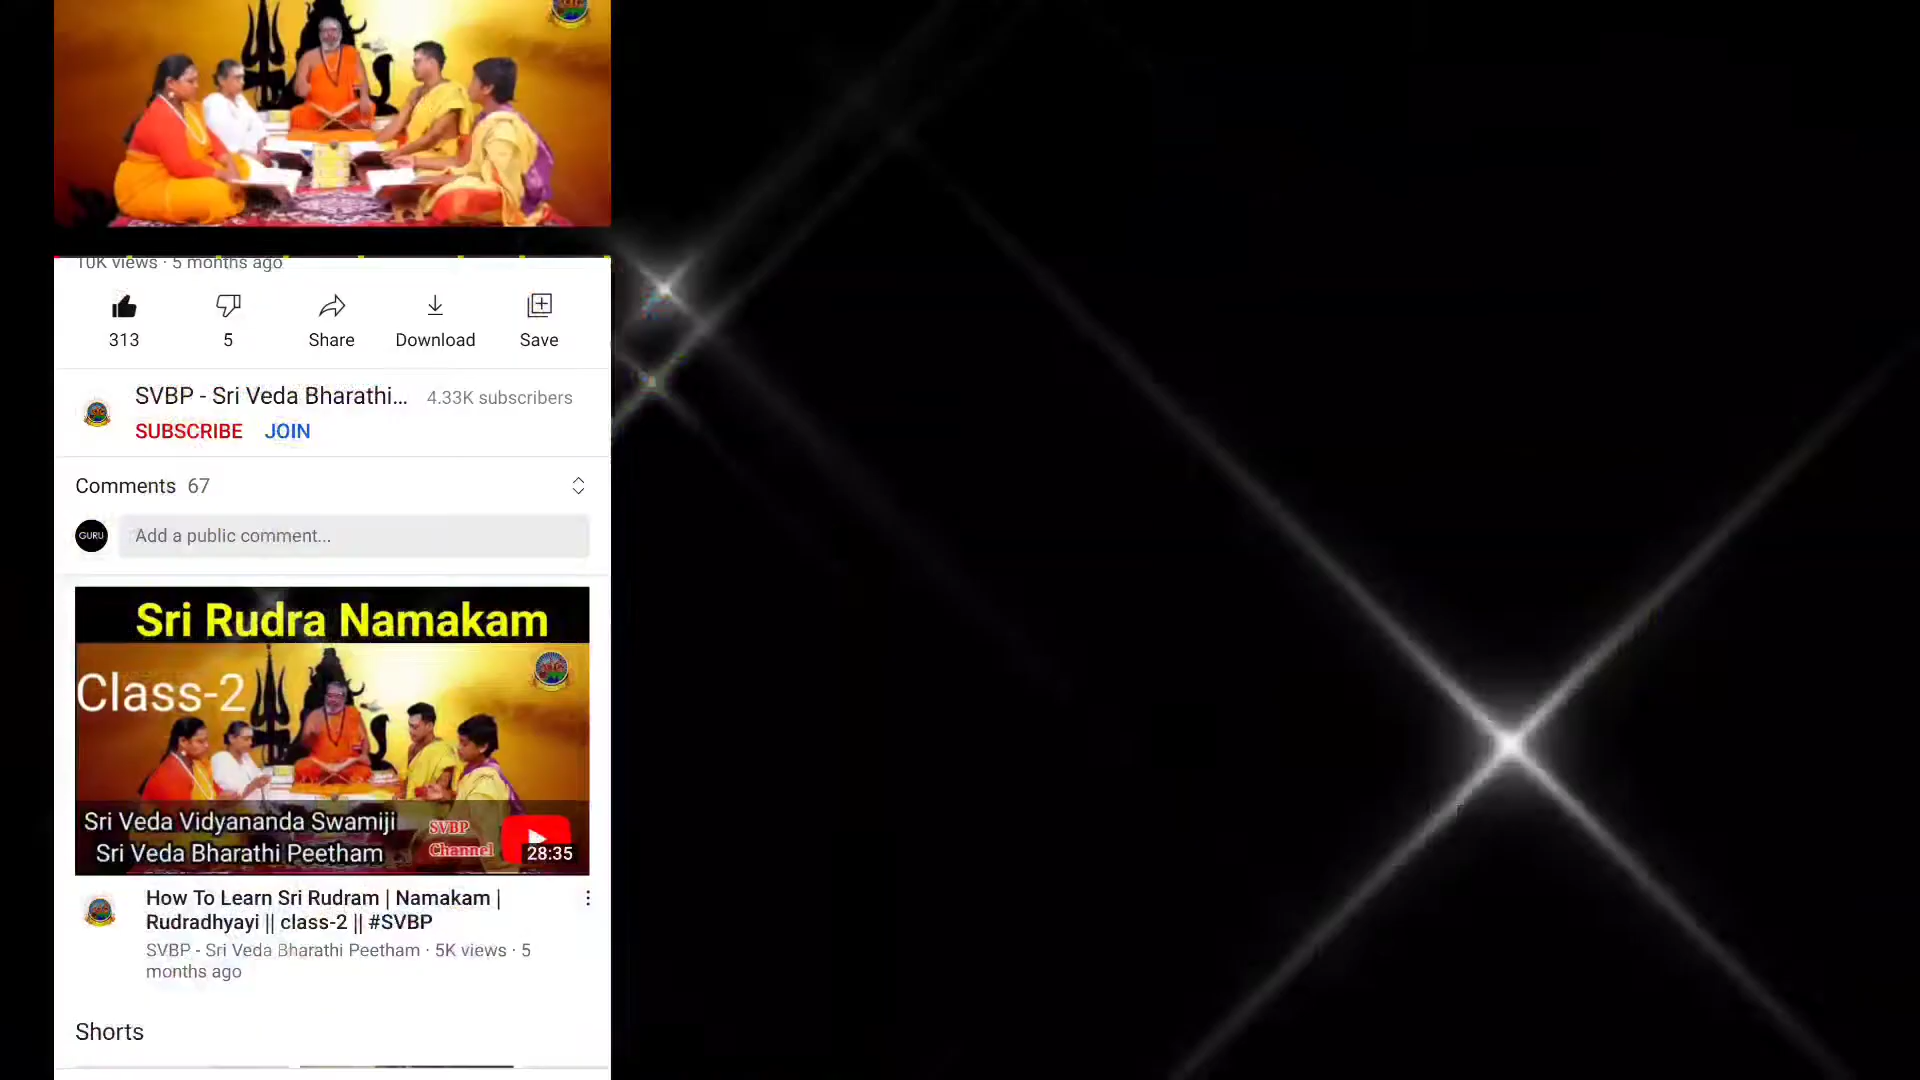 10K views · 5 months ago
313
5
Share
Download
Save
SVBP - Sri Veda Bharathi... 4.33K subscribers
SUBSCRIBE JOIN
Comments 67
GURU
Add a public comment...
Sri Rudra Namakam
Class-2
Sri Veda Vidyananda Swamiji
Sri Veda Bharathi Peetham
SVBP
Channel
28:35
How To Learn Sri Rudram | Namakam |
Rudradhyayi || class-2 || #SVBP
SVBP - Sri Veda Bharathi Peetham · 5K views · 5
months ago
Shorts